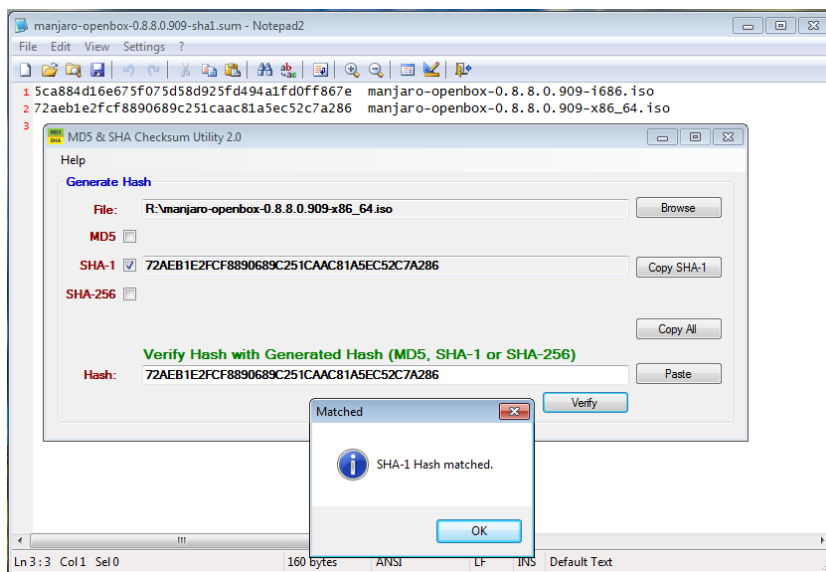 manjaro-openbox-0.8.8.0.909-sha1.sum - Notepad2
File Edit View Settings ?
1 5ca884d16e675f075d58d925fd494a1fd0ff867e manjaro-openbox-0.8.8.0.909-i686.iso
2 72aeb1e2fcf8890689c251caac81a5ec52c7a286 manjaro-openbox-0.8.8.0.909-x86_64.iso
3
MD5 SHA MD5 & SHA Checksum Utility 2.0
Help
Generate Hash
File: R:\manjaro-openbox-0.8.8.0.909-x86_64.iso Browse
MD5
SHA-1 72AEB1E2FCF8890689C251CAAC81A5EC52C7A286 Copy SHA-1
SHA-256
Copy All
Verify Hash with Generated Hash (MD5, SHA-1 or SHA-256)
Hash: 72AEB1E2FCF8890689C251CAAC81A5EC52C7A286 Paste
Verify
Matched
SHA-1 Hash matched.
OK
Ln 3 : 3 Col 1 Sel 0 160 bytes ANSI LF INS Default Text